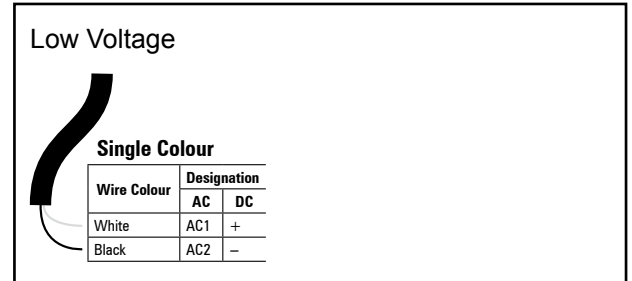 Low Voltage
Single Colour
Wire Colour Designation
AC DC
White AC1 +
Black AC2 –